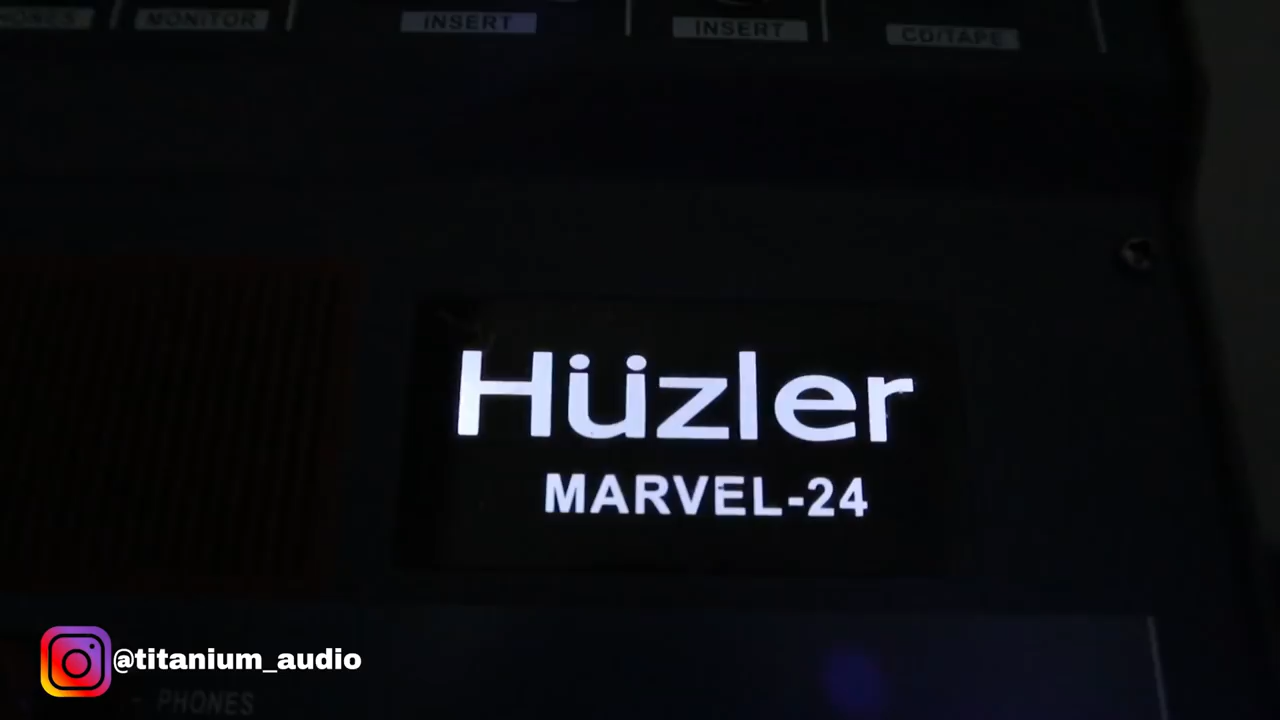 MONITOR
INSERT
INSERT
CD/TAPE
Hüzler
MARVEL-24
@titanium_audio
- PHONES